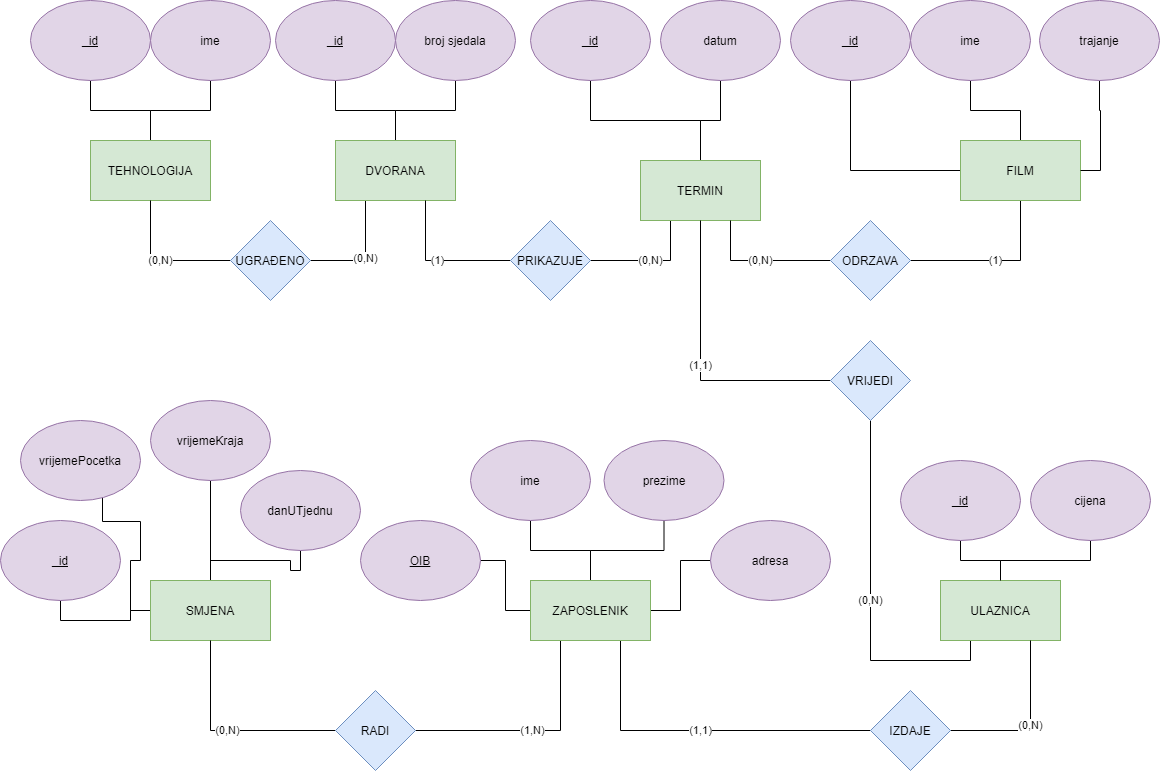 _id
ime
_id
broj sjedala
_id
datum
_id
ime
trajanje
TEHNOLOGIJA
DVORANA
TERMIN
FILM
(0,N)
UGRAĐENO
(0,N)
(1)
PRIKAZUJE
(0,N)
(0,N)
ODRZAVA
(1)
(1,1)
VRIJEDI
vrijemePocetka
vrijemeKraja
danUTjednu
_id
ime
prezime
OIB
adresa
_id
cijena
SMJENA
ZAPOSLENIK
(0,N)
ULAZNICA
(0,N)
RADI
(1,N)
(1,1)
IZDAJE
(0,N)